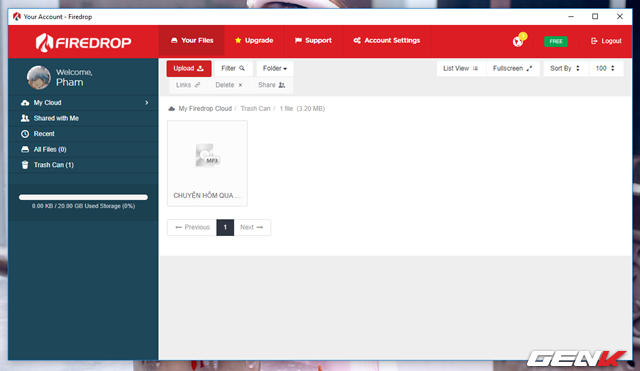 Your Account - Firedrop
FIREDROP
Your Files
Upgrade
Support
Account Settings
FREE
Logout
Welcome,
Pham
My Cloud
Shared with Me
Recent
All Files (0)
Trash Can (1)
0.00 KB / 20.00 GB Used Storage (0%)
Upload
Filter
Folder
List View
Fullscreen
Sort By
100
Links
Delete
Share
My Firedrop Cloud / Trash Can / 1 file (3.20 MB)
MP3
CHUYỆN HÔM QUA ...
Previous
1
Next
GENK